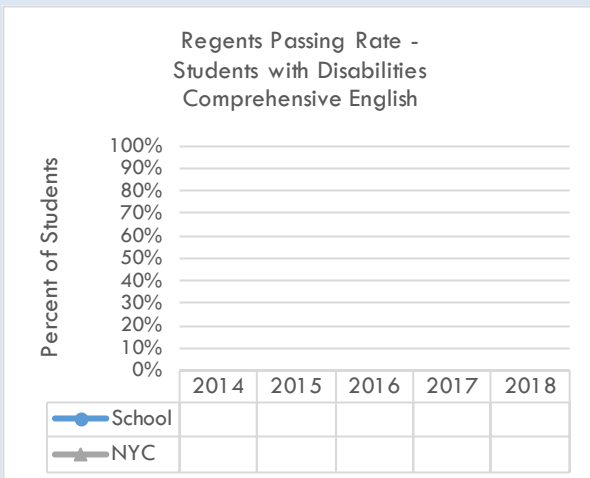 Regents Passing Rate -
Students with Disabilities
Comprehensive English
Percent of Students
100%
90%
80%
70%
60%
50%
40%
30%
20%
10%
0%
2014 2015 2016 2017 2018
School
NYC